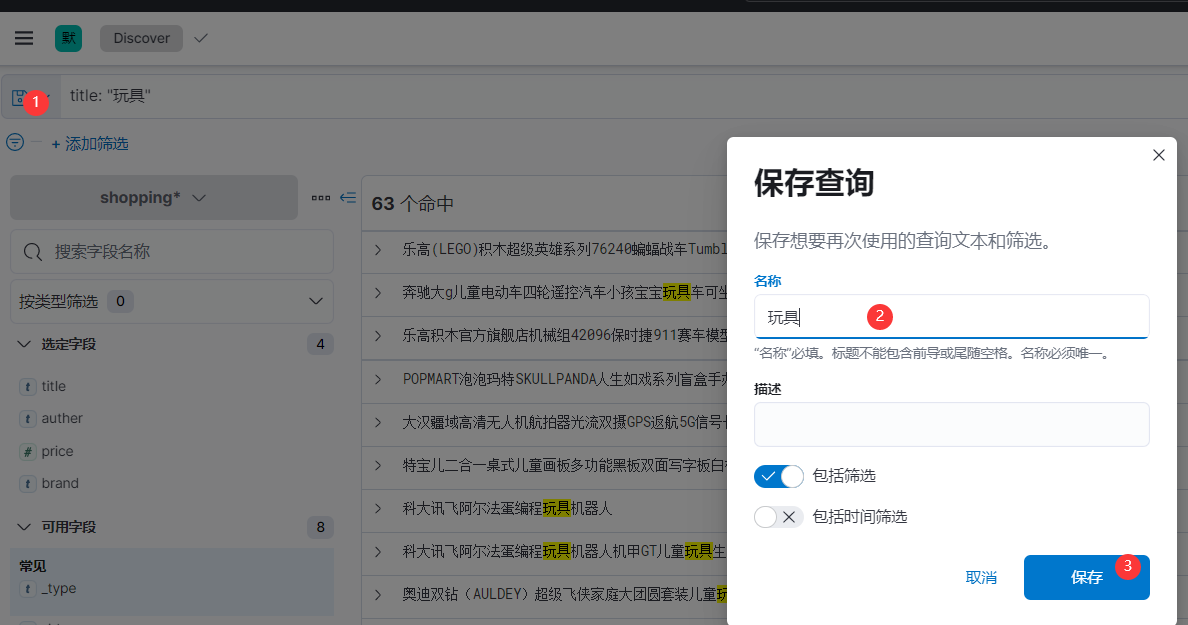 默 Discover
1 title: "玩具"
+ 添加筛选
shopping*
63 个命中
搜索字段名称
按类型筛选 0
选定字段 4
t title
t auther
# price
t brand
可用字段 8
常见
t _type
乐高(LEGO)积木超级英雄系列76240蝙蝠战车Tumbl
奔驰大g儿童电动车四轮遥控汽车小孩宝宝玩具车可坐
乐高积木官方旗舰店机械组42096保时捷911赛车模型
POPMART泡泡玛特SKULLPANDA人生如戏系列盲盒手办
大汉疆域高清无人机航拍器光流双摄GPS返航5G信号
特宝儿二合一桌式儿童画板多功能黑板双面写字板白
科大讯飞阿尔法蛋编程玩具机器人
科大讯飞阿尔法蛋编程玩具机器人机甲GT儿童玩具生
奥迪双钻（AULDEY）超级飞侠家庭大团圆套装儿童玩
保存查询
保存想要再次使用的查询文本和筛选。
名称
玩具 2
“名称”必填。标题不能包含前导或尾随空格。名称必须唯一。
描述
包括筛选
包括时间筛选
取消
保存 3